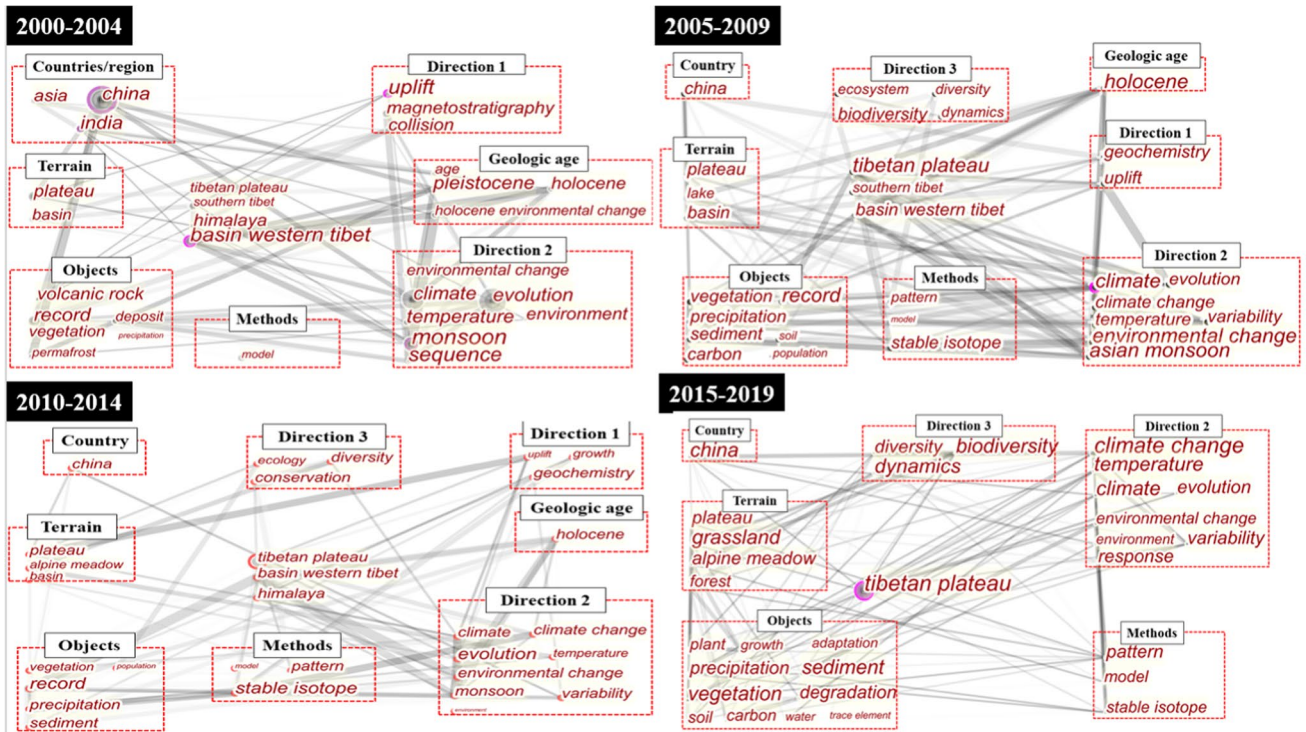 2000-2004
Countries/region
asia
china
india
Terrain
plateau
basin
Objects
volcanic rock
record
deposit
vegetation
precipitation
permafrost
tibetan plateau
southern tibet
himalaya
basin western tibet
Methods
model
Direction 1
uplift
magnetostratigraphy
collision
Geologic age
age
pleistocene
holocene
holocene environmental change
Direction 2
environmental change
climate
evolution
temperature
environment
monsoon
sequence
2005-2009
Country
china
Terrain
plateau
lake
basin
Objects
vegetation
record
precipitation
sediment
soil
carbon
population
Direction 3
ecosystem
diversity
biodiversity
dynamics
tibetan plateau
southern tibet
basin western tibet
Methods
pattern
model
stable isotope
Geologic age
holocene
Direction 1
geochemistry
uplift
Direction 2
climate
evolution
climate change
temperature
variability
environmental change
asian monsoon
2010-2014
Country
china
Terrain
plateau
alpine meadow
basin
Objects
vegetation
population
record
precipitation
sediment
Direction 3
ecology
diversity
conservation
tibetan plateau
basin western tibet
himalaya
Methods
model
pattern
stable isotope
Direction 1
uplift
growth
geochemistry
Geologic age
holocene
Direction 2
climate
climate change
evolution
temperature
environmental change
monsoon
variability
environment
2015-2019
Country
china
Terrain
plateau
grassland
alpine meadow
forest
Objects
plant
growth
adaptation
precipitation
sediment
vegetation
degradation
soil
carbon
water
trace element
Direction 3
diversity
biodiversity
dynamics
tibetan plateau
Direction 2
climate change
temperature
climate
evolution
environmental change
environment
variability
response
Methods
pattern
model
stable isotope